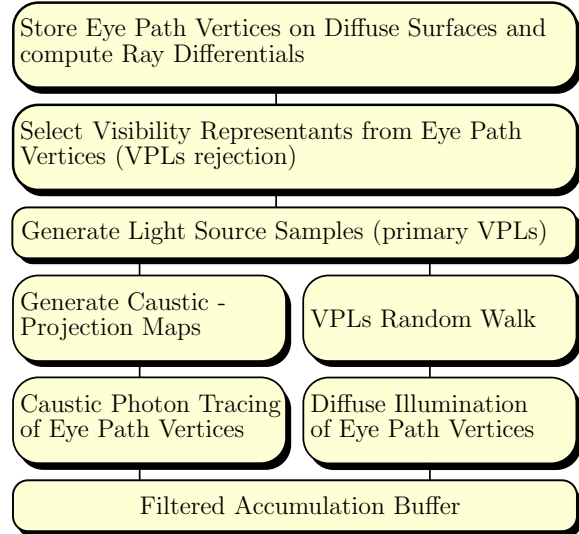 Store Eye Path Vertices on Diffuse Surfaces and
compute Ray Differentials
Select Visibility Representants from Eye Path
Vertices (VPLs rejection)
Generate Light Source Samples (primary VPLs)
Generate Caustic -
Projection Maps
VPLs Random Walk
Caustic Photon Tracing
of Eye Path Vertices
Diffuse Illumination
of Eye Path Vertices
Filtered Accumulation Buffer